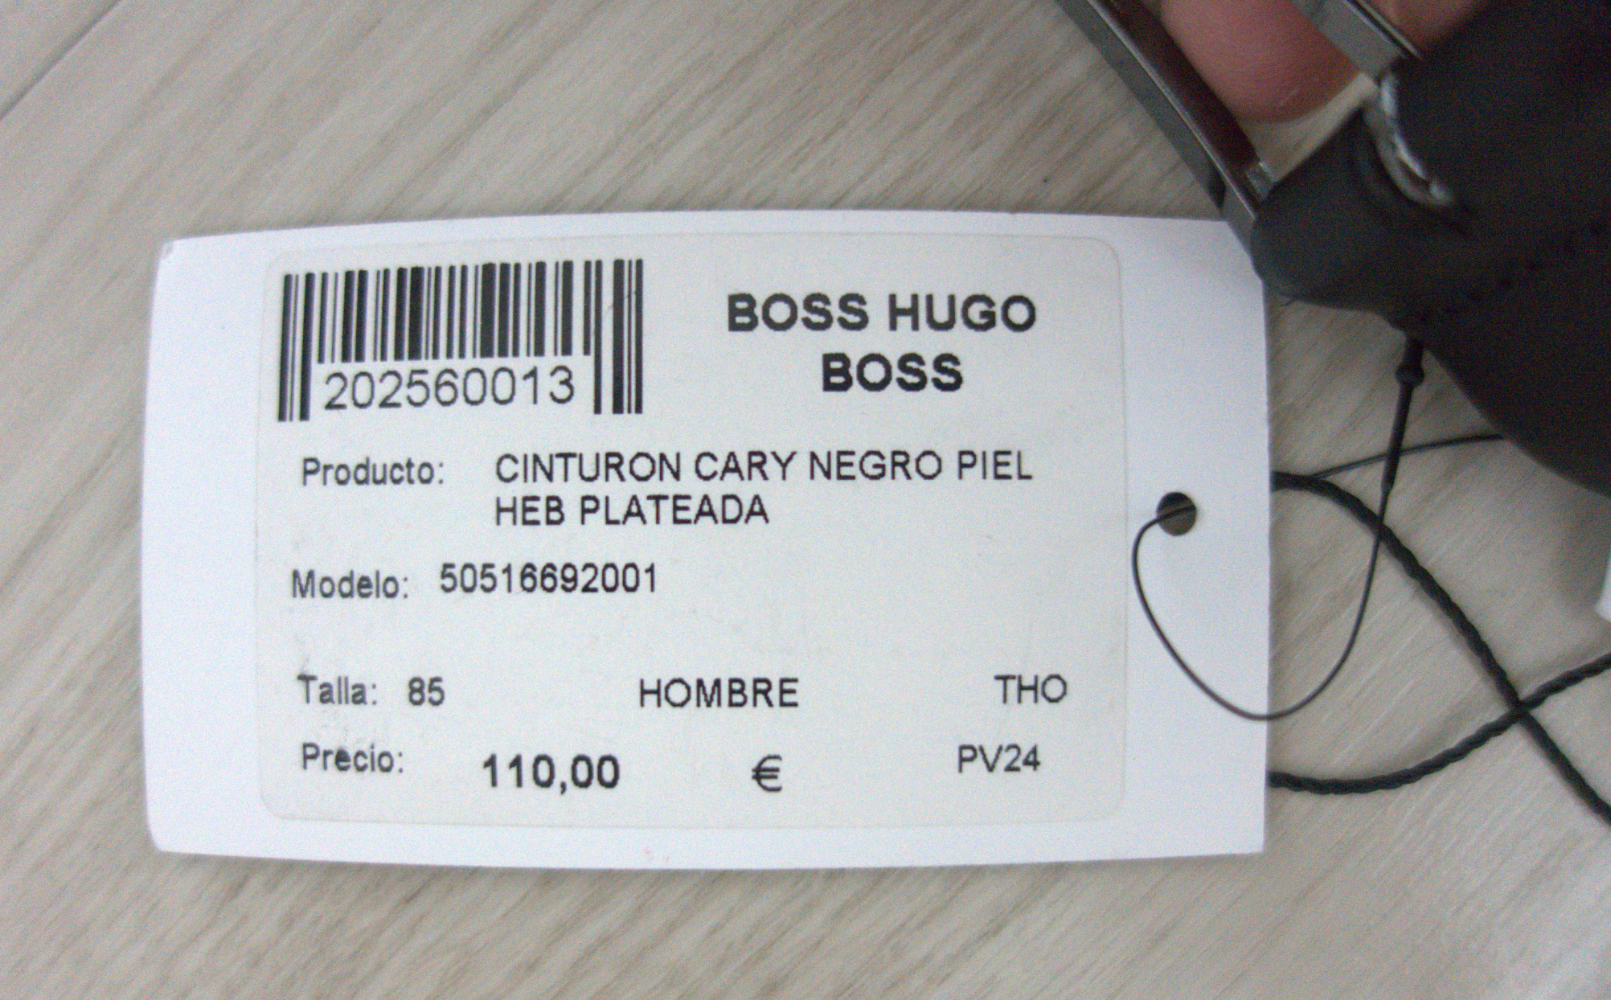 BOSS HUGO
BOSS
202560013
Producto: CINTURON CARY NEGRO PIEL
HEB PLATEADA
Modelo: 50516692001
Talla: 85 HOMBRE THO
Precio: 110,00 € PV24